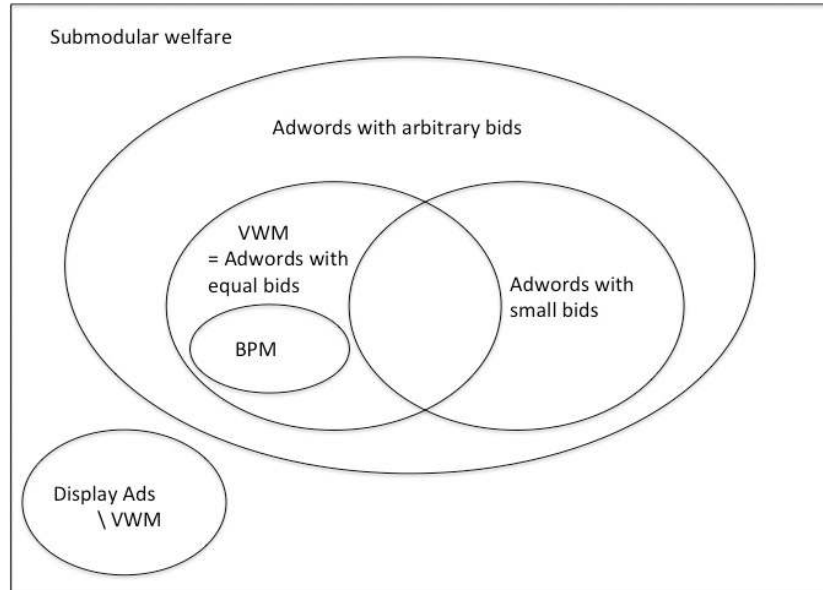 Submodular welfare
Adwords with arbitrary bids
VWM
= Adwords with
equal bids
Adwords with
small bids
BPM
Display Ads
\ VWM